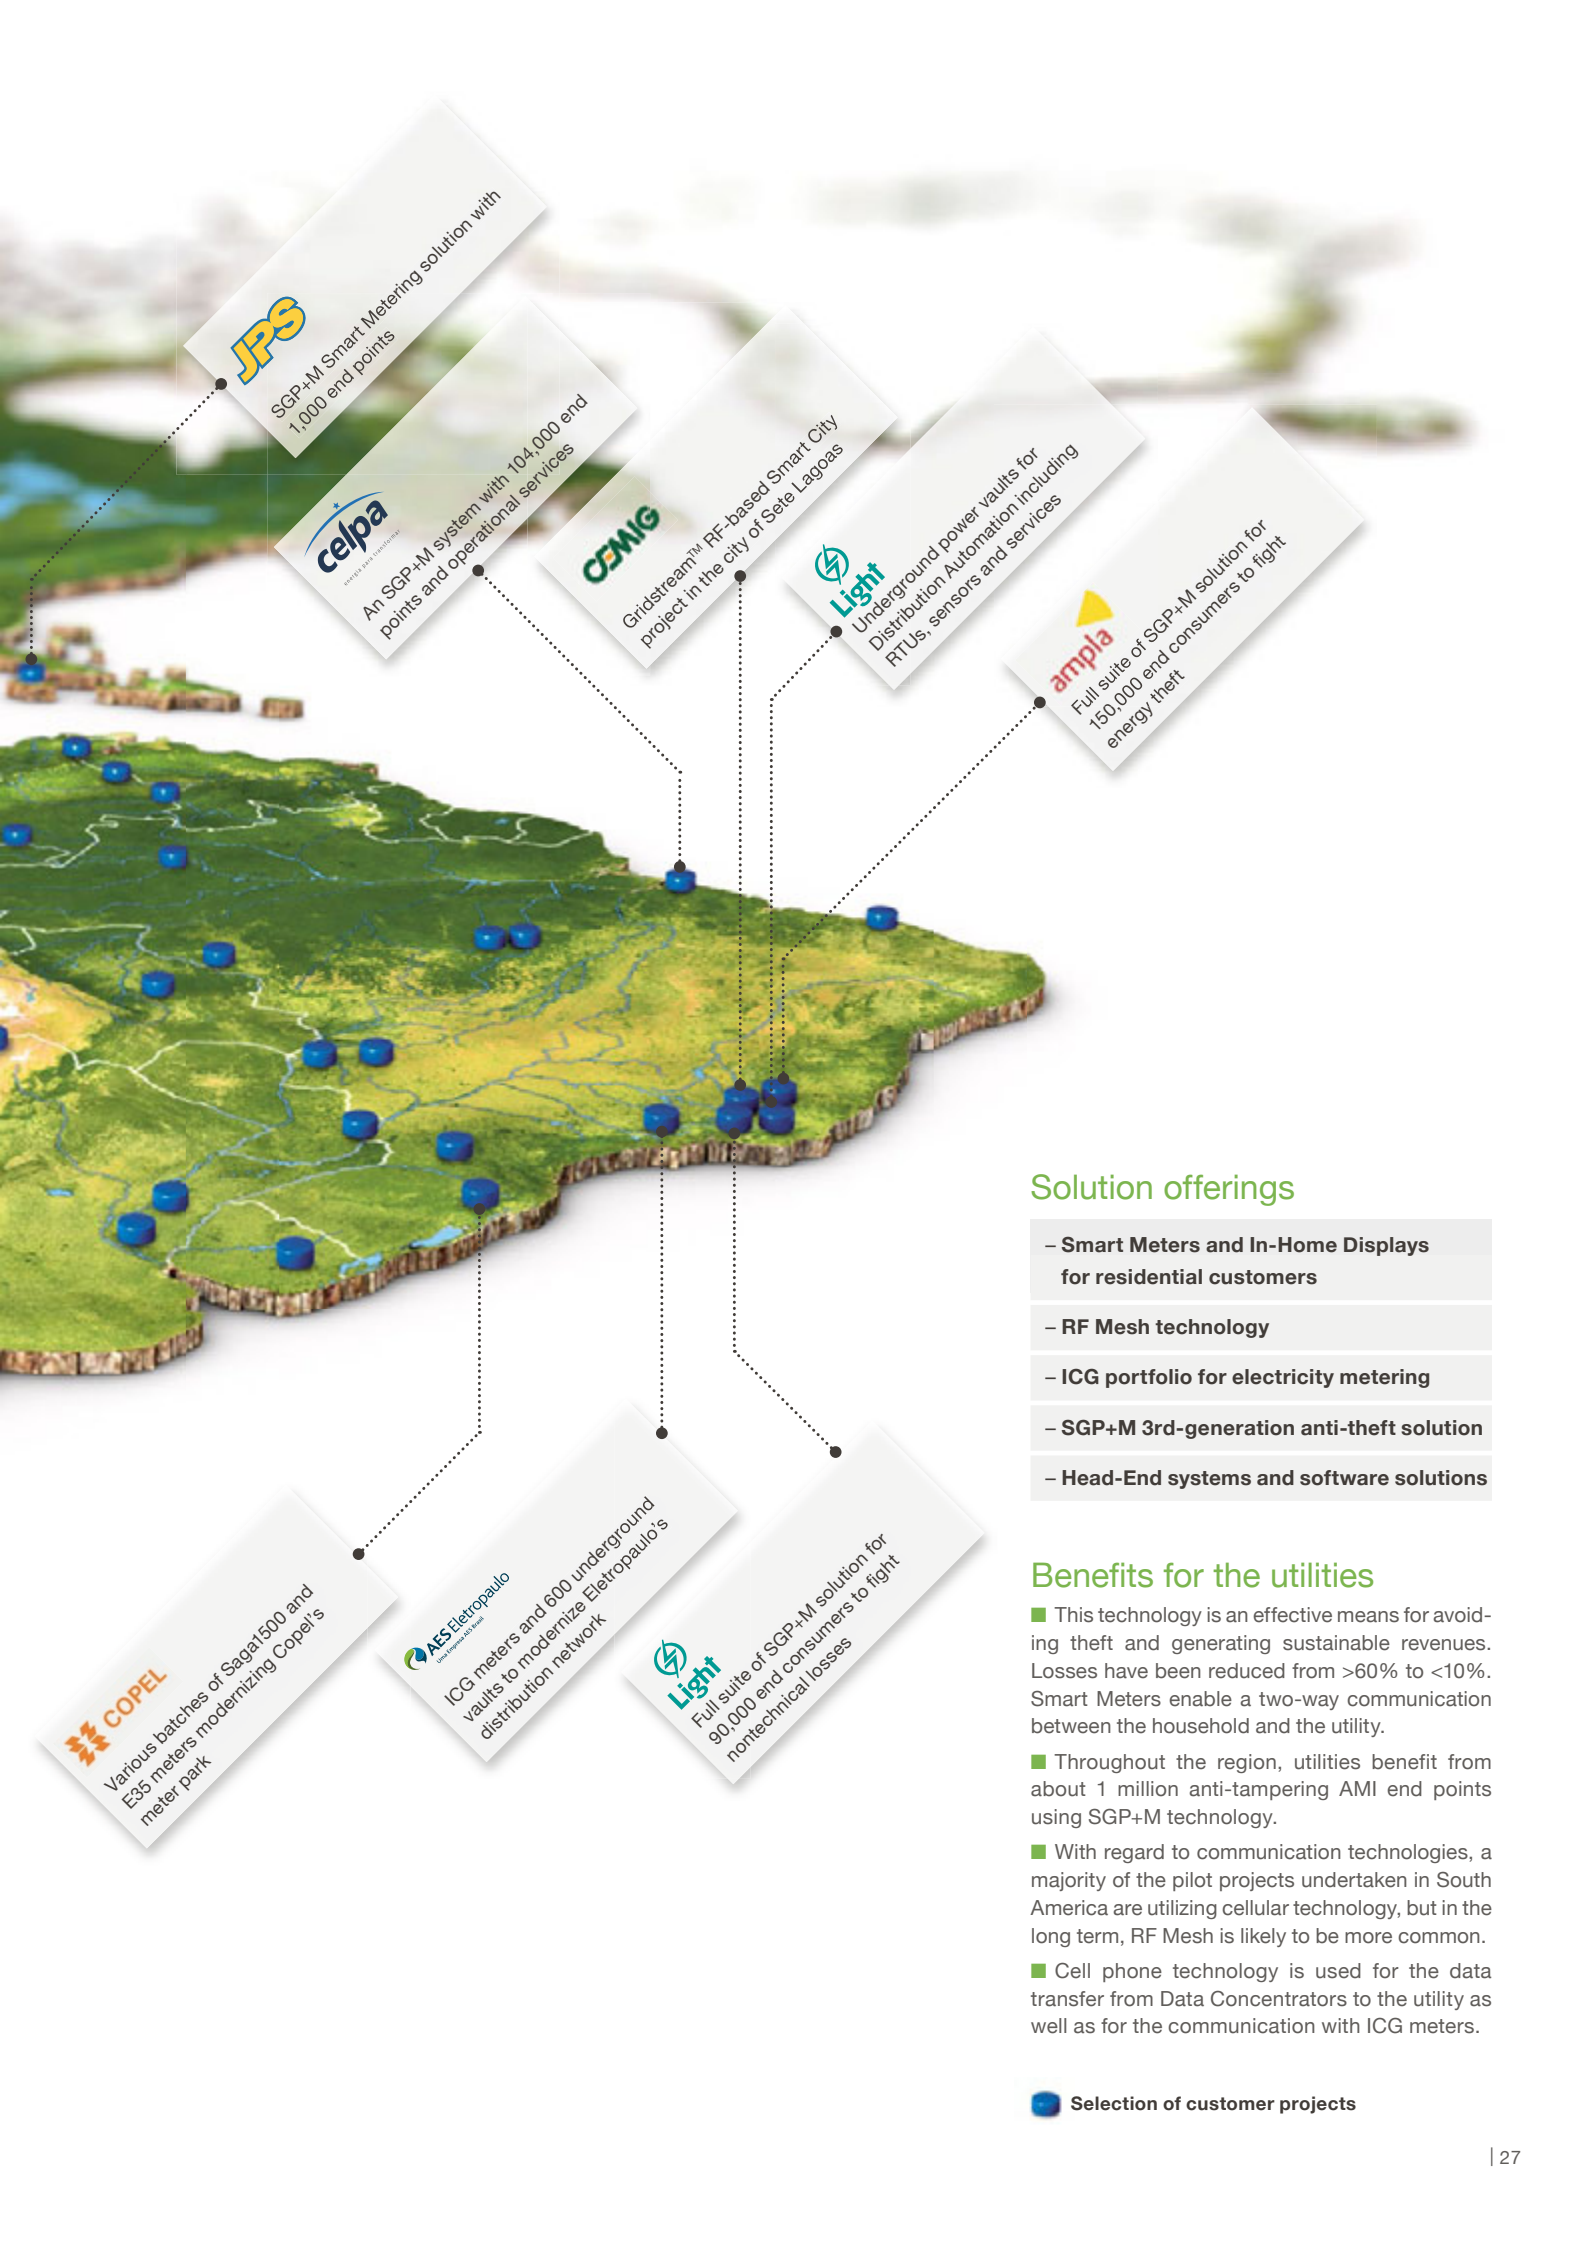 JPS
SGP+M Smart Metering solution with
1,000 end points
celpa
energia para transformar
An SGP+M system with 104,000 end
points and operational services
CEMIG
Gridstream™ RF-based Smart City
project in the city of Sete Lagoas
Light
Underground power vaults for
Distribution Automation including
RTUs, sensors and services
ampla
Full suite of SGP+M solution for
150,000 end consumers to fight
energy theft
COPEL
Various batches of Saga1500 and
E35 meters modernizing Copel's
meter park
AES Eletropaulo
Uma Empresa AES Brasil
ICG meters and 600 underground
vaults to modernize Eletropaulo's
distribution network
Light
Full suite of SGP+M solution for
90,000 end consumers to fight
nontechnical losses
Solution offerings
– Smart Meters and In-Home Displays
for residential customers
– RF Mesh technology
– ICG portfolio for electricity metering
– SGP+M 3rd-generation anti-theft solution
– Head-End systems and software solutions
Benefits for the utilities
■ This technology is an effective means for avoid-
ing theft and generating sustainable revenues.
Losses have been reduced from >60% to <10%.
Smart Meters enable a two-way communication
between the household and the utility.
■ Throughout the region, utilities benefit from
about 1 million anti-tampering AMI end points
using SGP+M technology.
■ With regard to communication technologies, a
majority of the pilot projects undertaken in South
America are utilizing cellular technology, but in the
long term, RF Mesh is likely to be more common.
■ Cell phone technology is used for the data
transfer from Data Concentrators to the utility as
well as for the communication with ICG meters.
Selection of customer projects
| 27